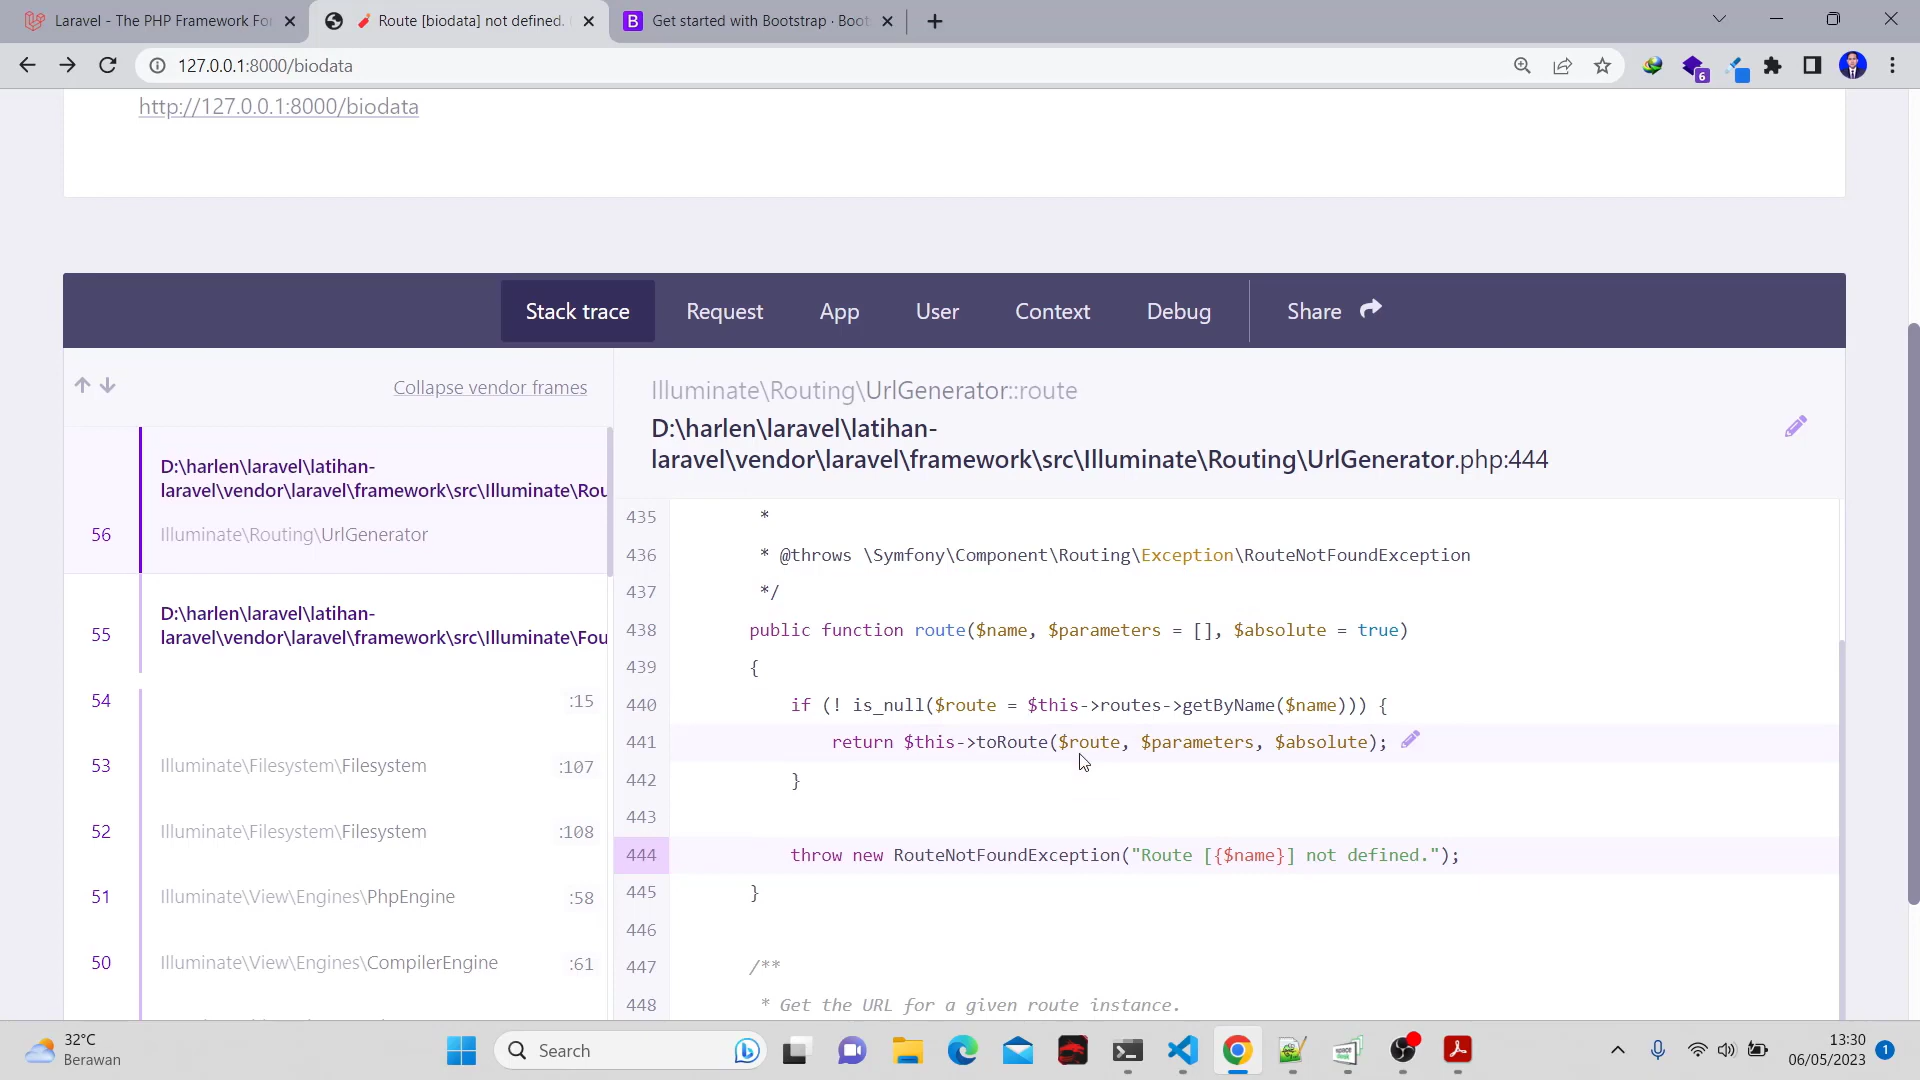 Laravel - The PHP Framework Fo
Route [biodata] not defined.
Get started with Bootstrap · Boot
127.0.0.1:8000/biodata
6
http://127.0.0.1:8000/biodata
Stack trace
Request
App
User
Context
Debug
Share
Collapse vendor frames
D:\harlen\laravel\latihan-
laravel\vendor\laravel\framework\src\Illuminate\Rou
56
Illuminate\Routing\UrlGenerator
D:\harlen\laravel\latihan-
55
laravel\vendor\laravel\framework\src\Illuminate\Fou
54 :15
53 Illuminate\Filesystem\Filesystem :107
52 Illuminate\Filesystem\Filesystem :108
51 Illuminate\View\Engines\PhpEngine :58
50 Illuminate\View\Engines\CompilerEngine :61
Illuminate\Routing\UrlGenerator::route
D:\harlen\laravel\latihan-
laravel\vendor\laravel\framework\src\Illuminate\Routing\UrlGenerator.php:444
435 *
436 * @throws \Symfony\Component\Routing\Exception\RouteNotFoundException
437 */
438 public function route($name, $parameters = [], $absolute = true)
439 {
440 if (! is_null($route = $this->routes->getByName($name))) {
441 return $this->toRoute($route, $parameters, $absolute);
442 }
443
444 throw new RouteNotFoundException("Route [{$name}] not defined.");
445 }
446
447 /**
448 * Get the URL for a given route instance.
32°C
Berawan
Search
13:30
06/05/2023
1